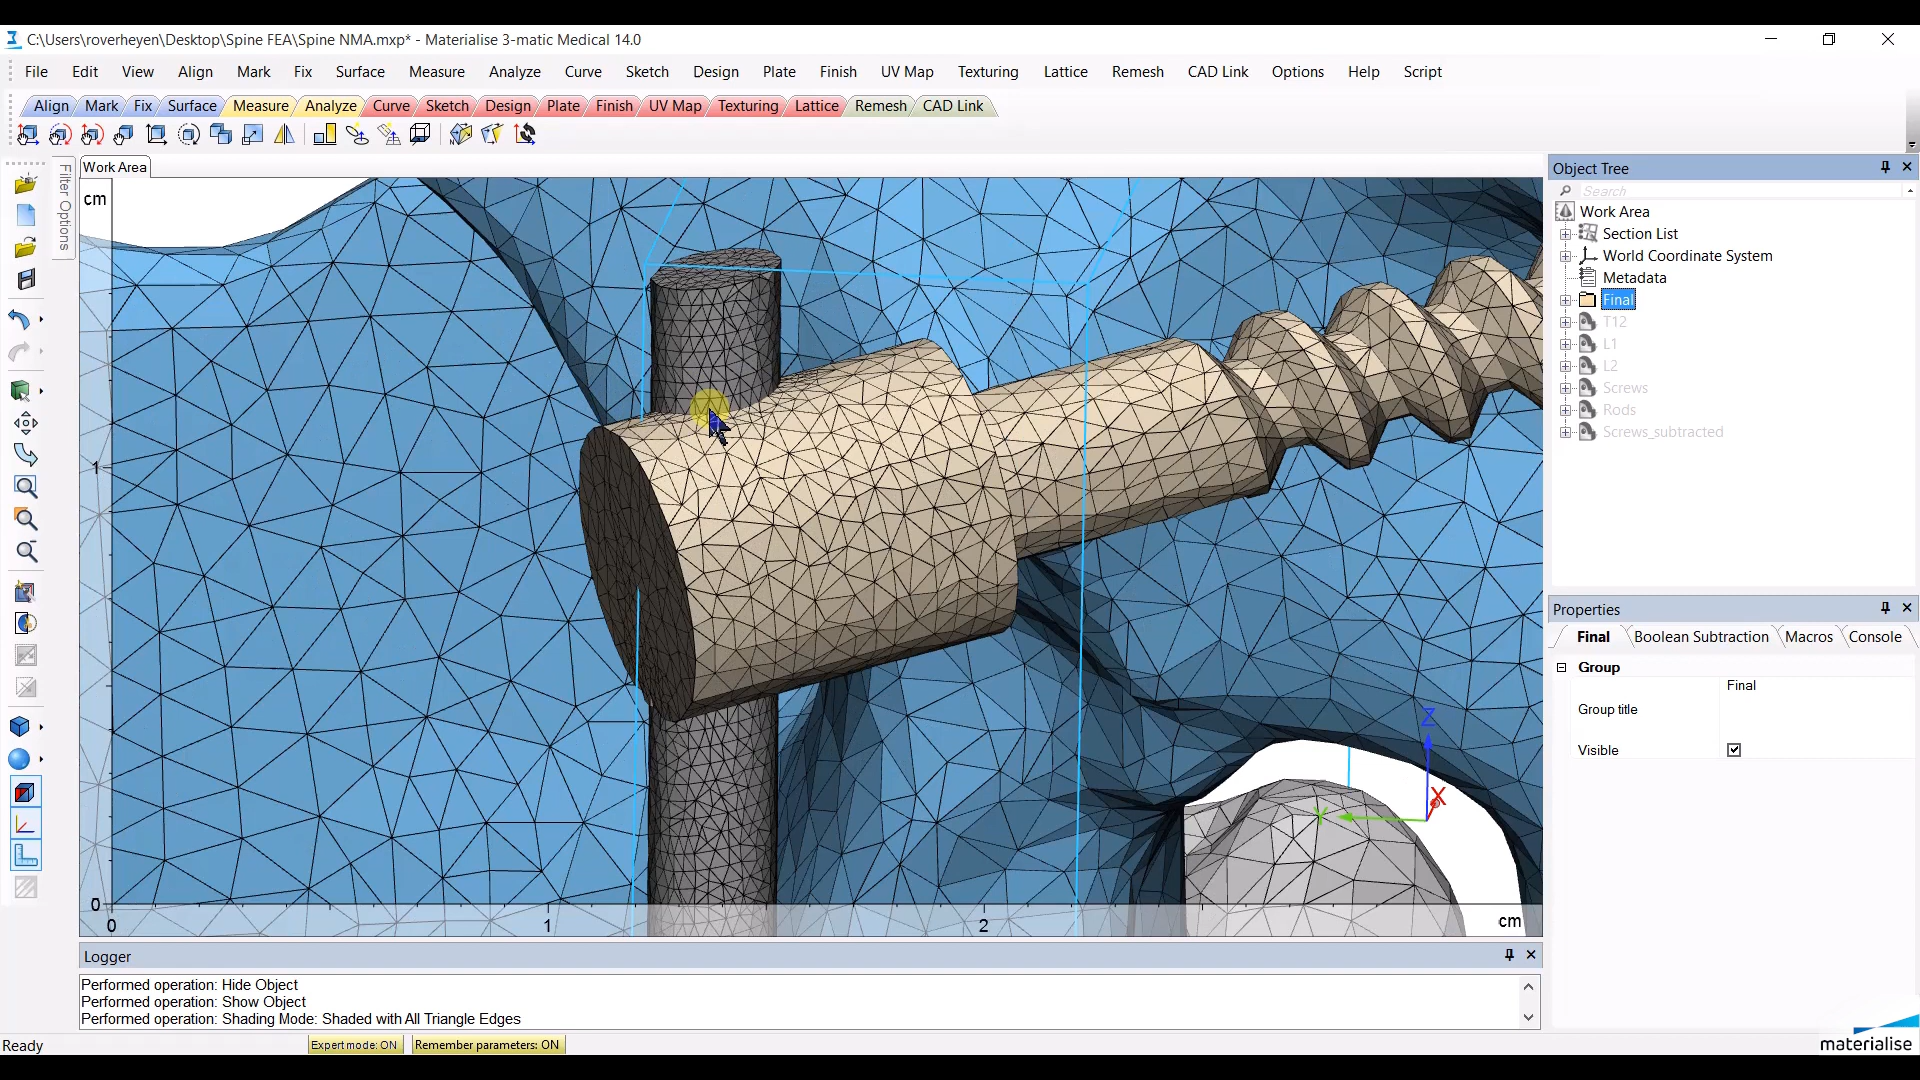 C:\Users\roverheyen\Desktop\Spine FEA\Spine NMA.mxp* - Materialise 3-matic Medical 14.0
File Edit View Align Mark Fix Surface Measure Analyze Curve Sketch Design Plate Finish UV Map Texturing Lattice Remesh CAD Link Options Help Script
Align Mark Fix Surface Measure Analyze Curve Sketch Design Plate Finish UV Map Texturing Lattice Remesh CAD Link
Filter Options
Work Area
cm
1
0
0
1
2
cm
Z
X
Y
Object Tree
Search
Work Area
Section List
World Coordinate System
Metadata
Final
T12
L1
L2
Screws
Rods
Screws_subtracted
Properties
Final Boolean Subtraction Macros Console
Group
Final
Group title
Visible
Logger
Performed operation: Hide Object
Performed operation: Show Object
Performed operation: Shading Mode: Shaded with All Triangle Edges
Ready
Expert mode: ON
Remember parameters: ON
materialise